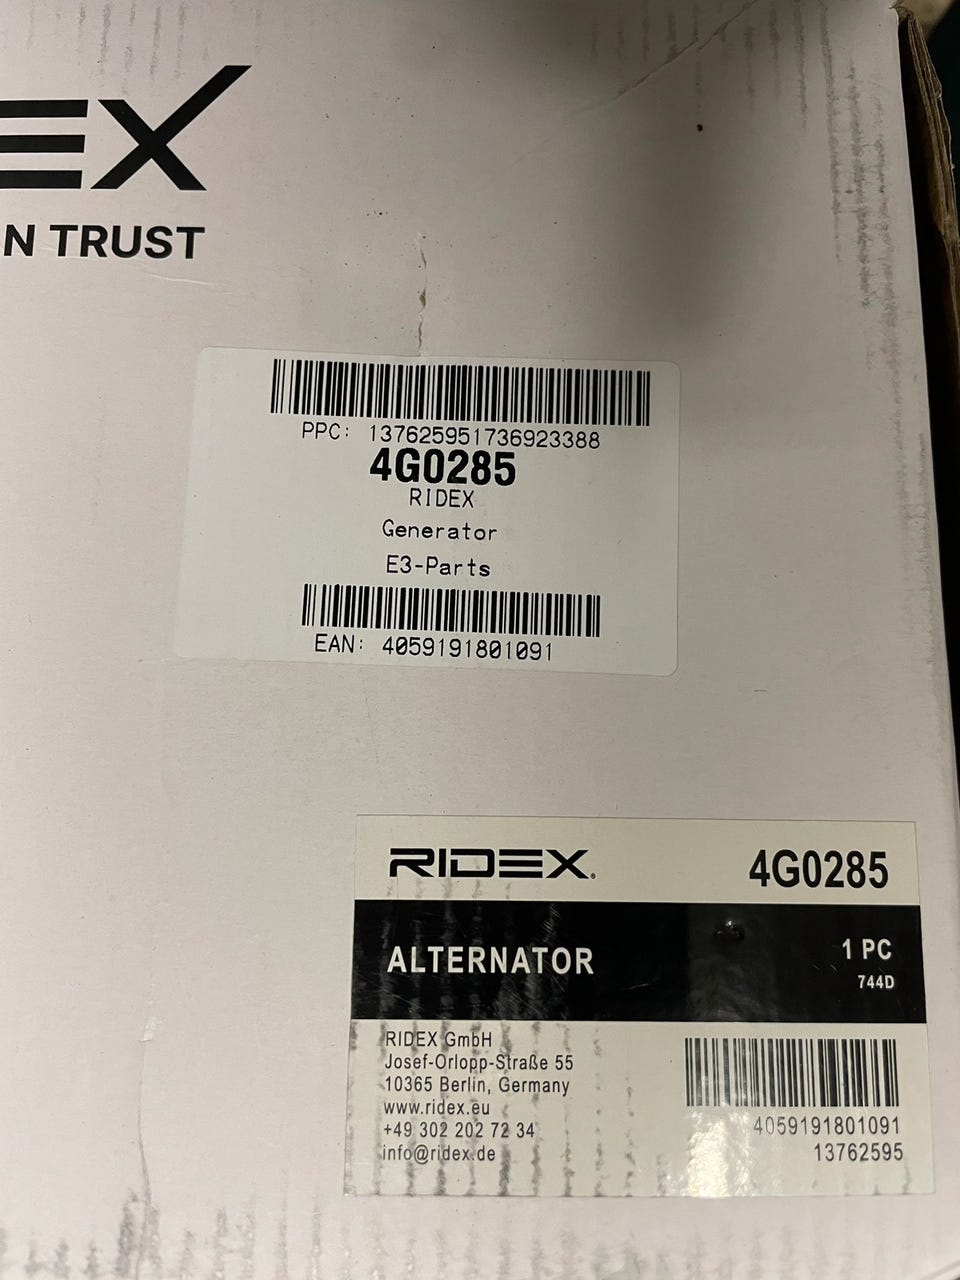 EX
N TRUST
PPC: 137625951736923388
4G0285
RIDEX
Generator
E3-Parts
EAN: 4059191801091
RIDEX® 4G0285
ALTERNATOR 1 PC
744D
RIDEX GmbH
Josef-Orlopp-Straße 55
10365 Berlin, Germany
www.ridex.eu
+49 302 202 72 34
info@ridex.de
4059191801091
13762595